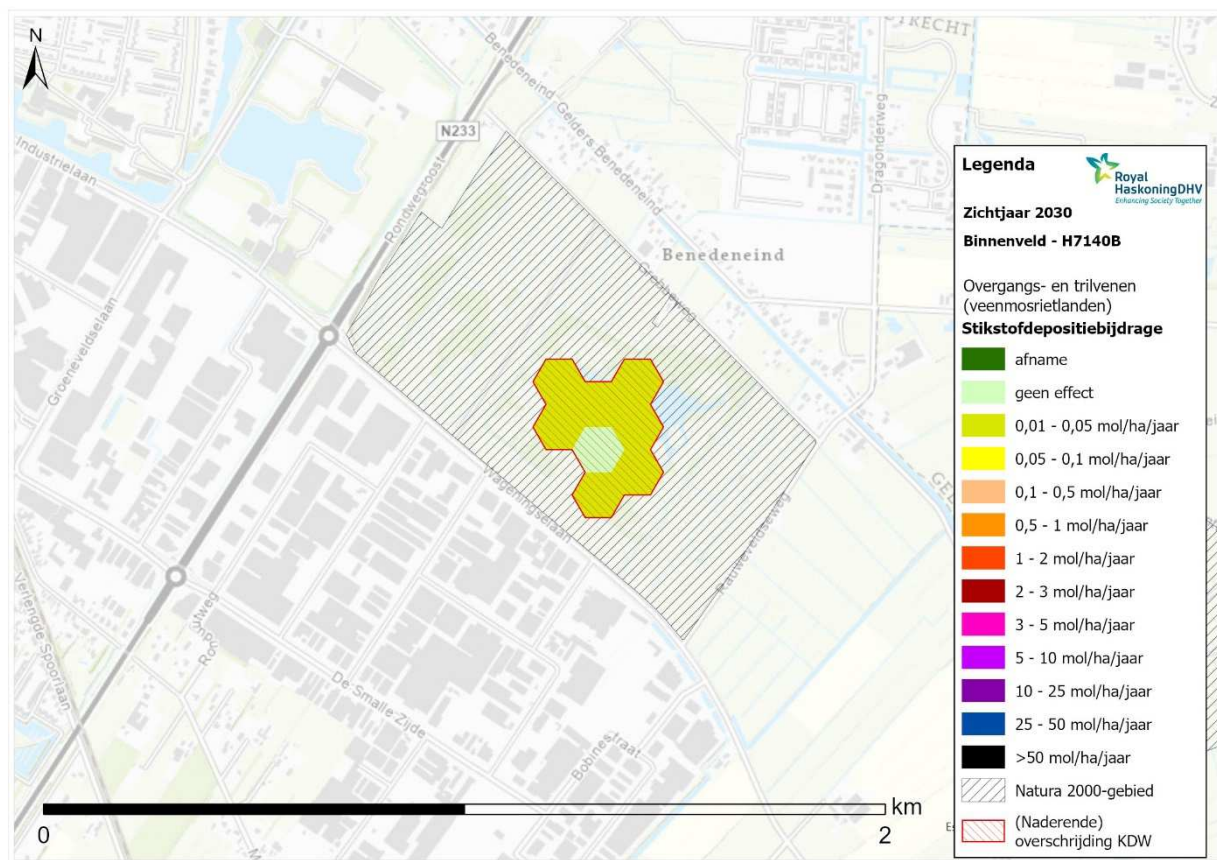 N
TRECHT
Benedeneind
Gelders Benedeneind
Dragonderweg
N233
Industrielaan
Rondwegoost
Benedeneind
Grebbeweg
Groeneveldselaan
Wageningselaan
Rauweveldseweg
GEL
Verlengde Spoorlaan
De Smalle Zijde
Bobinestraat
km
0
2
Legenda
Royal
HaskoningDHV
Enhancing Society Together
Zichtjaar 2030
Binnenveld - H7140B
Overgangs- en trilvenen
(veenmosrietlanden)
Stikstofdepositiebijdrage
afname
geen effect
0,01 - 0,05 mol/ha/jaar
0,05 - 0,1 mol/ha/jaar
0,1 - 0,5 mol/ha/jaar
0,5 - 1 mol/ha/jaar
1 - 2 mol/ha/jaar
2 - 3 mol/ha/jaar
3 - 5 mol/ha/jaar
5 - 10 mol/ha/jaar
10 - 25 mol/ha/jaar
25 - 50 mol/ha/jaar
>50 mol/ha/jaar
Natura 2000-gebied
(Naderende)
overschrijding KDW